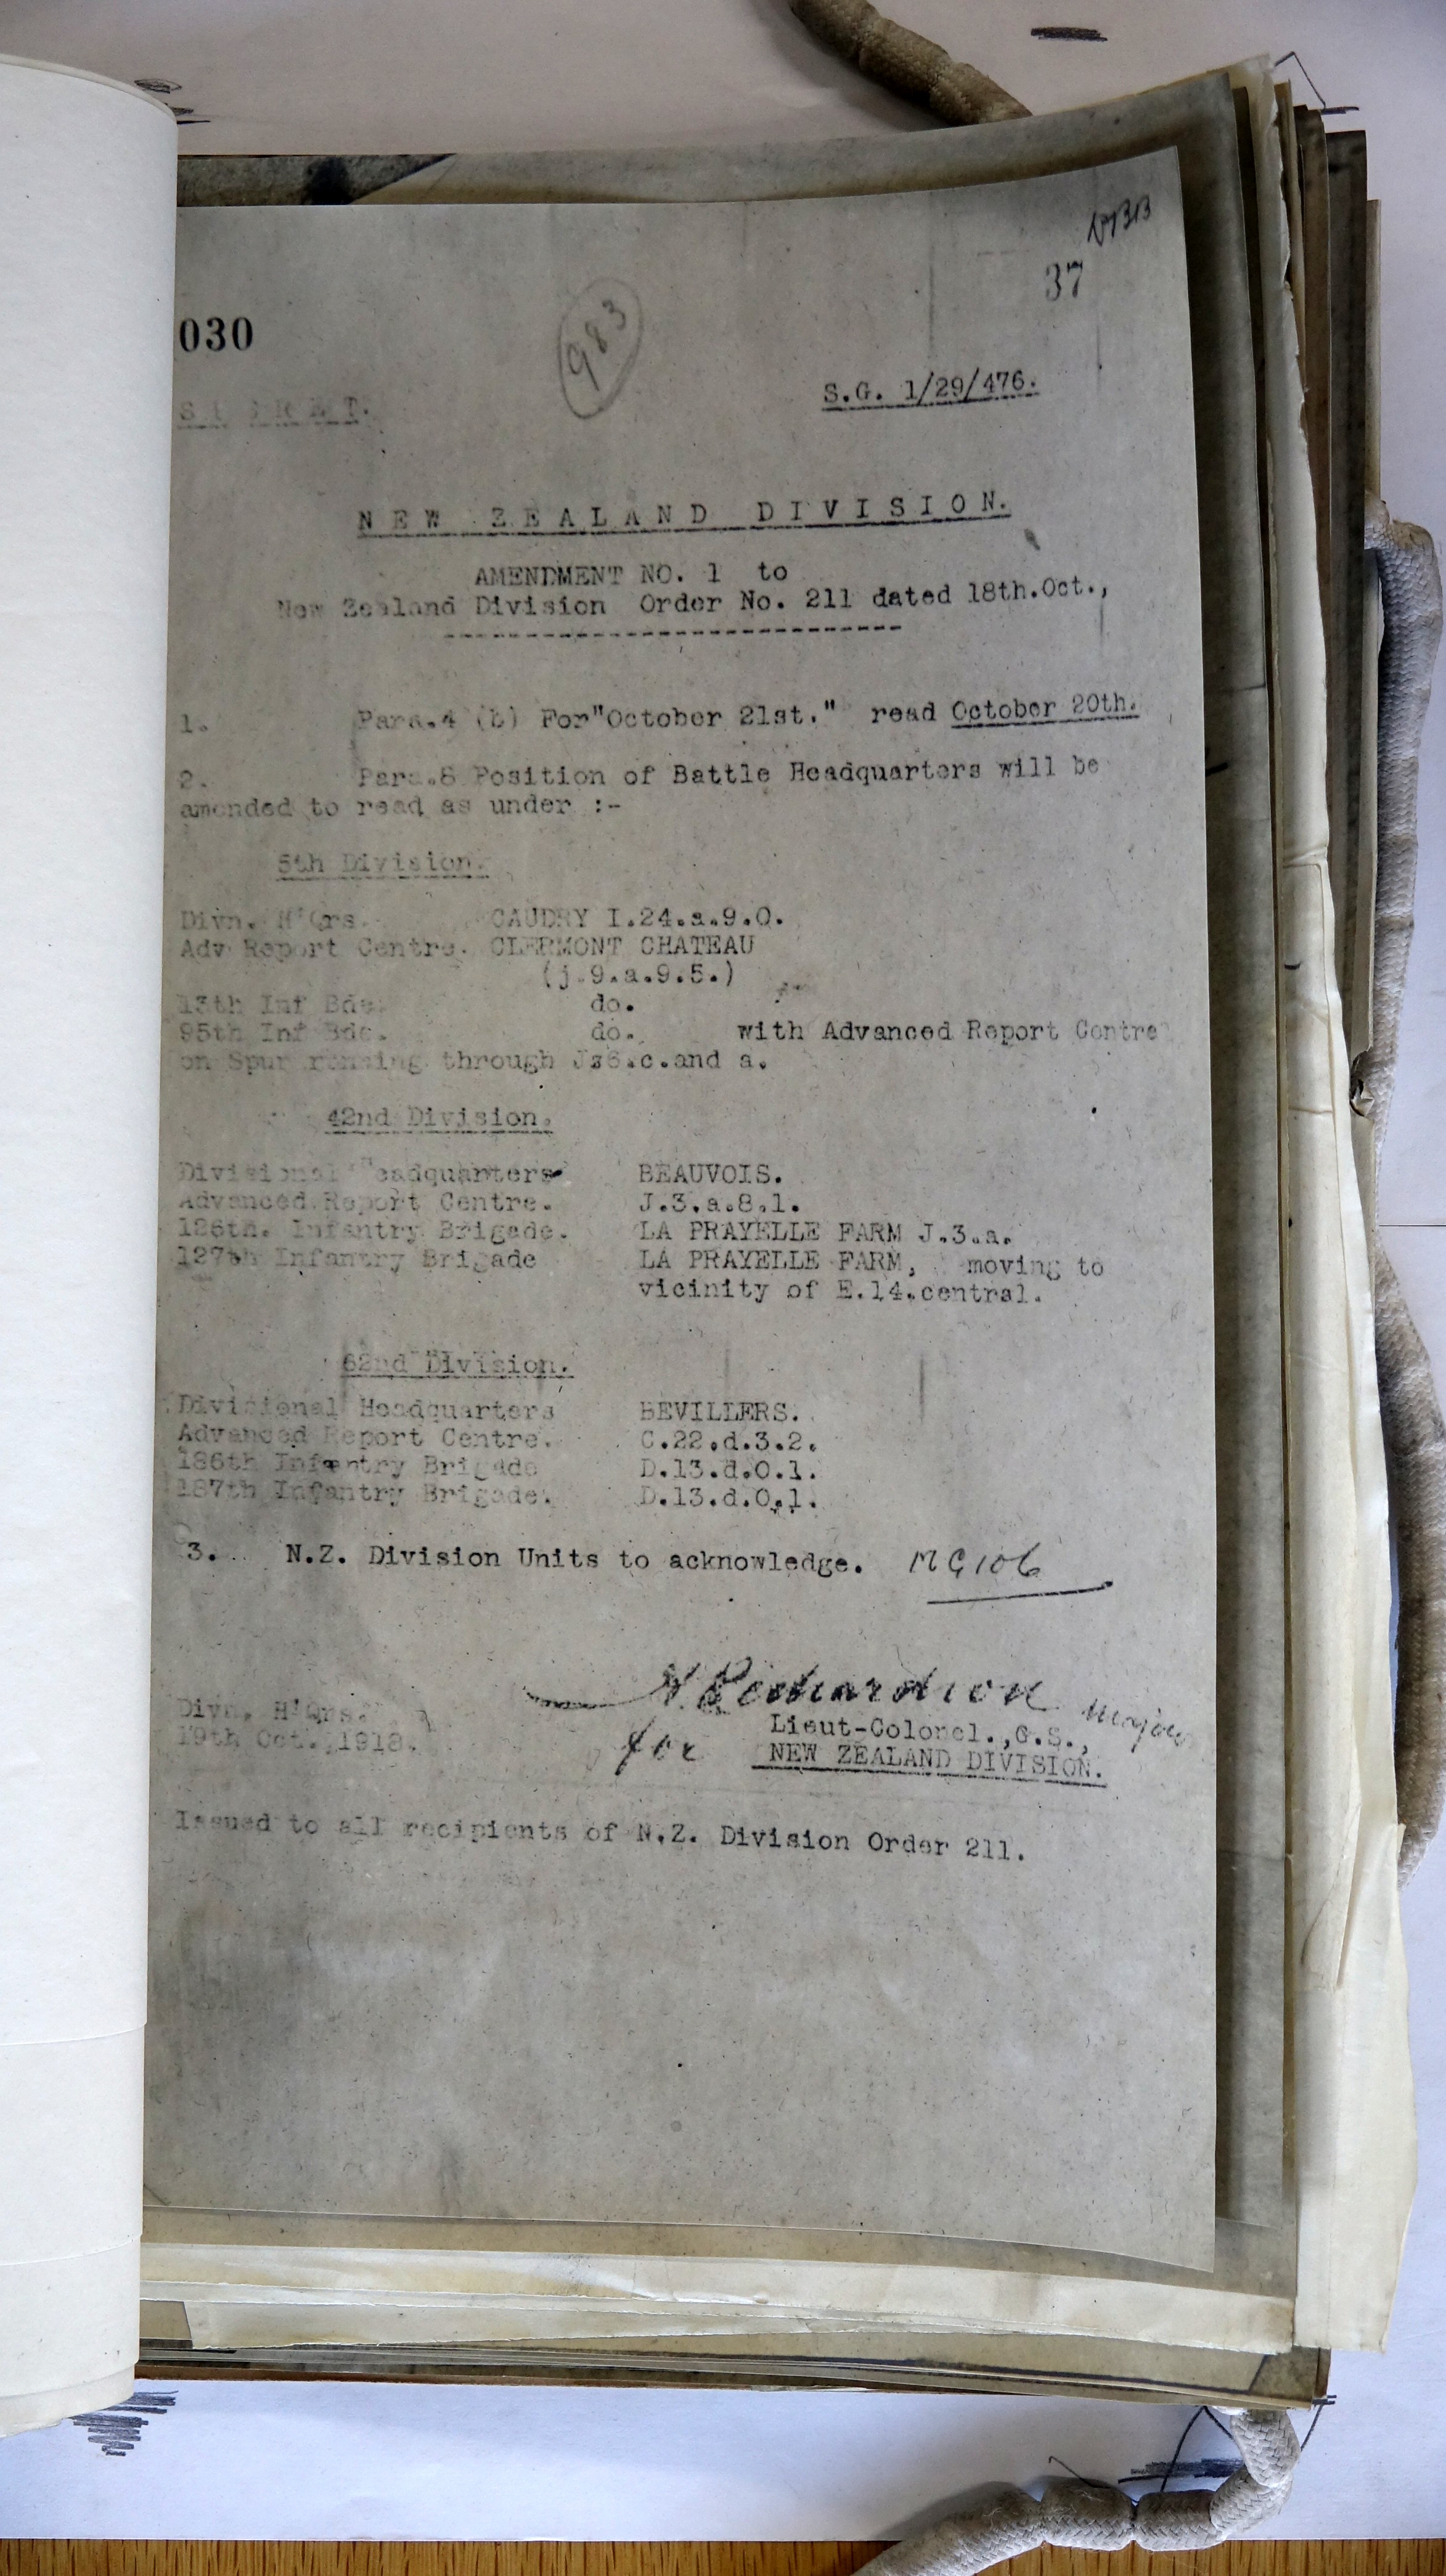 37
030
983
S E C R E T.
S.G. 1/29/476.
N E W   Z E A L A N D   D I V I S I O N.
AMENDMENT NO. 1 to
New Zealand Division Order No. 211 dated 18th.Oct.,
1. Para.4 (b) For"October 21st." read October 20th.
2. Para.8 Position of Battle Headquarters will be
amended to read as under :-
5th Division.
Divn. H'Qrs. CAUDRY I.24.a.9.0.
Adv Report Centre. CLERMONT CHATEAU
(j.9.a.9.5.)
13th Inf Bde. do.
95th Inf Bde. do. with Advanced Report Centre
on Spur running through c.and a.
42nd Division.
Divisional Headquarters BEAUVOIS.
Advanced Report Centre. J.3.a.8.1.
126th. Infantry Brigade. LA PRAYELLE FARM J.3.a.
127th Infantry Brigade LA PRAYELLE FARM, moving to
vicinity of E.14.central.
62nd Division.
Divisional Headquarters BEVILLERS.
Advanced Report Centre. C.22.d.3.2.
186th Infantry Brigade D.13.d.0.1.
187th Infantry Brigade. D.13.d.0.1.
3. N.Z. Division Units to acknowledge. MG106
Richardson Major
Divn. H'Qrs.
for Lieut-Colonel.,G.S.,
19th Oct.,1918. NEW ZEALAND DIVISION.
Issued to all recipients of N.Z. Division Order 211.